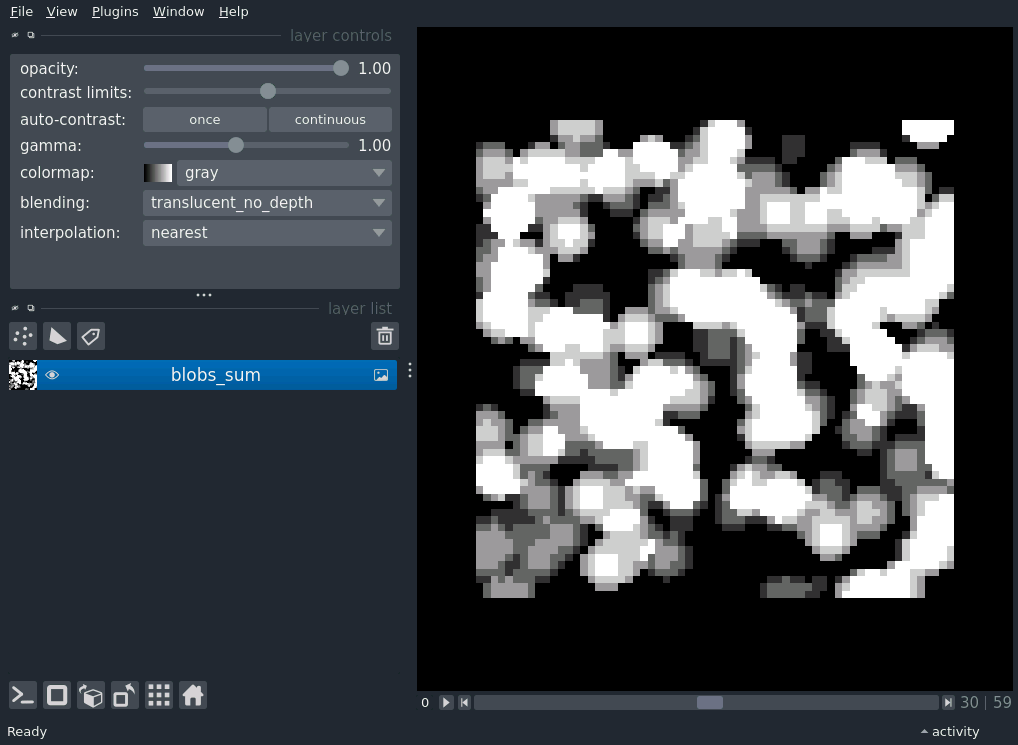 File View Plugins Window Help
layer controls
opacity: 1.00
contrast limits:
auto-contrast: once continuous
gamma: 1.00
colormap: gray
blending: translucent_no_depth
interpolation: nearest
layer list
blobs_sum
0 30 | 59
Ready activity